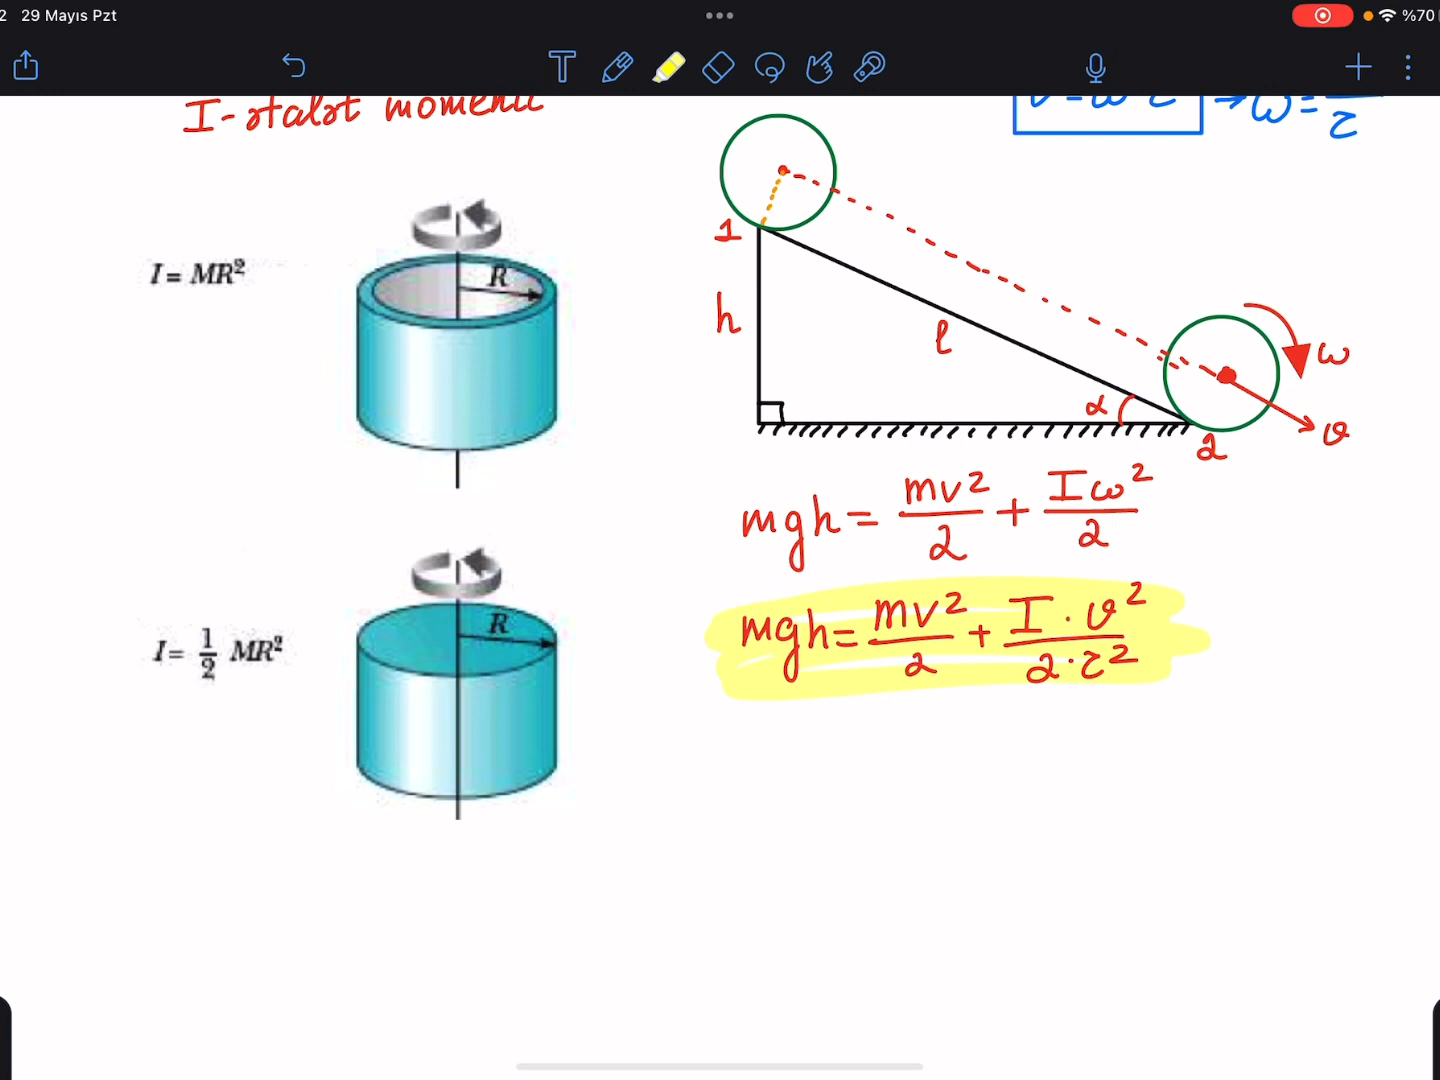 29 Mayıs Pzt
%70
I-ətalət momenti
I = MR²
R
1
h
l
α
2
ω
v
mgh = mv²/2 + Iω²/2
mgh = mv²/2 + I · v²/2 · r²
I = 1/2 MR²
R